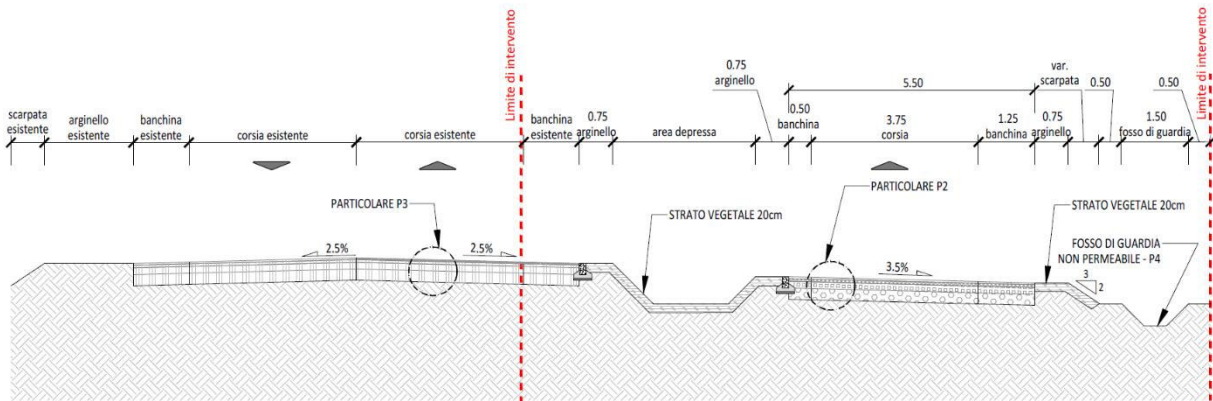 Limite di intervento
Limite di intervento
0.75
arginello
5.50
var.
scarpata
0.50
0.50
scarpata
esistente
arginello
esistente
banchina
esistente
corsia esistente
corsia esistente
banchina
esistente
0.75
arginello
area depressa
0.50
banchina
3.75
corsia
1.25
banchina
0.75
arginello
1.50
fosso di guardia
PARTICOLARE P3
STRATO VEGETALE 20cm
PARTICOLARE P2
STRATO VEGETALE 20cm
FOSSO DI GUARDIA
NON PERMEABILE - P4
2.5%
2.5%
3.5%
3
2